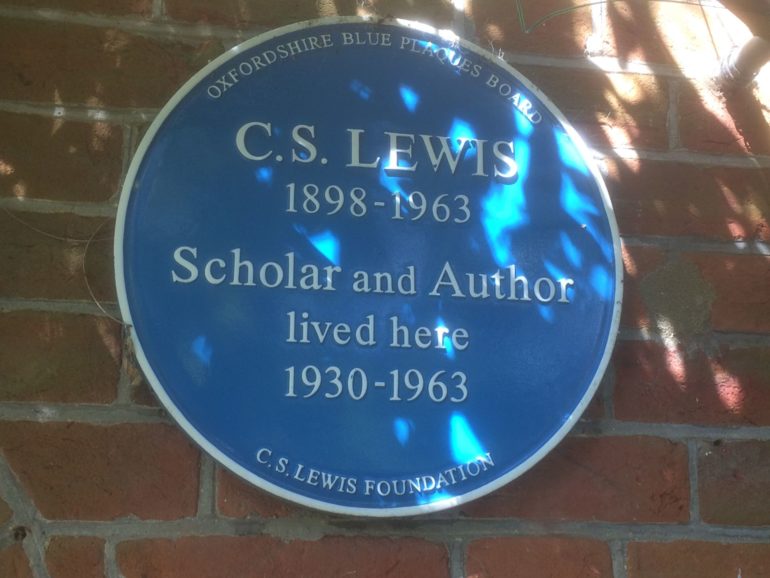 OXFORDSHIRE BLUE PLAQUES BOARD
C.S. LEWIS
1898-1963
Scholar and Author
lived here
1930-1963
C.S. LEWIS FOUNDATION